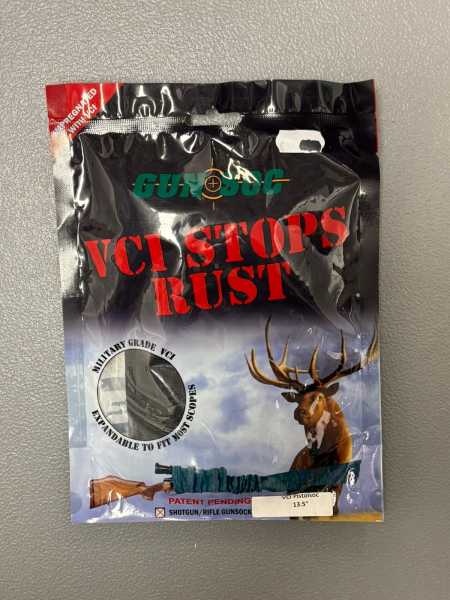 IMPREGNATED
WITH VCI
GUN SOC
VCI STOPS
RUST
MILITARY GRADE VCI
EXPANDABLE TO FIT MOST SCOPES
PATENT PENDING
SHOTGUN/RIFLE GUNSOCK
VCI Pistolsoc
13.5"